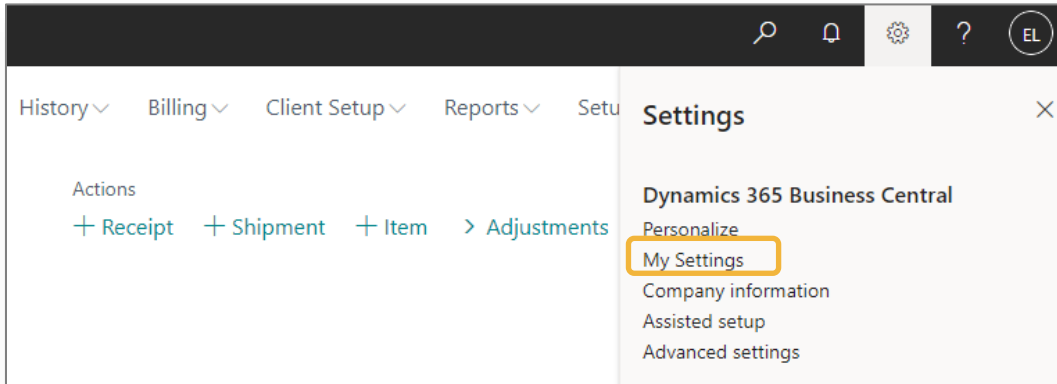 EL
History Billing Client Setup Reports Setu
Settings
Actions
+ Receipt + Shipment + Item > Adjustments
Dynamics 365 Business Central
Personalize
My Settings
Company information
Assisted setup
Advanced settings